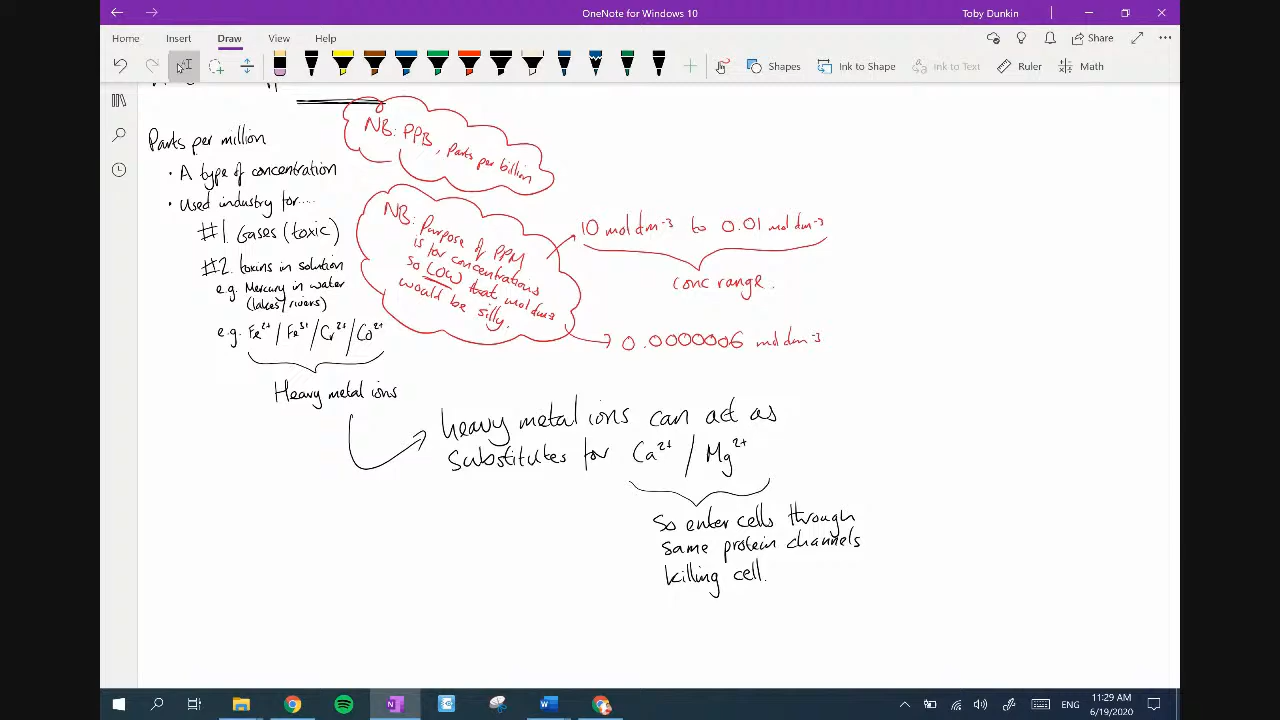 OneNote for Windows 10
Toby Dunkin
Home Insert Draw View Help
Share
Shapes Ink to Shape Ink to Text Ruler Math
Parts per million
• A type of concentration
• Used industry for....
#1. Gases (toxic)
#2. toxins in solution
e.g. Mercury in water
(lakes/rivers)
e.g. Fe²⁺ / Fe³⁺ / Cr²⁺ / Co²⁺
Heavy metal ions
NB: PPB, parts per billion
NB: Purpose of PPM
is for concentrations
so LOW that mol dm⁻³
would be silly.
10 mol dm⁻³ to 0.01 mol dm⁻³
conc range.
0.0000006 mol dm⁻³
heavy metal ions can act as
substitutes for Ca²⁺ / Mg²⁺
So enter cells through
same protein channels
killing cell.
11:29 AM
6/19/2020